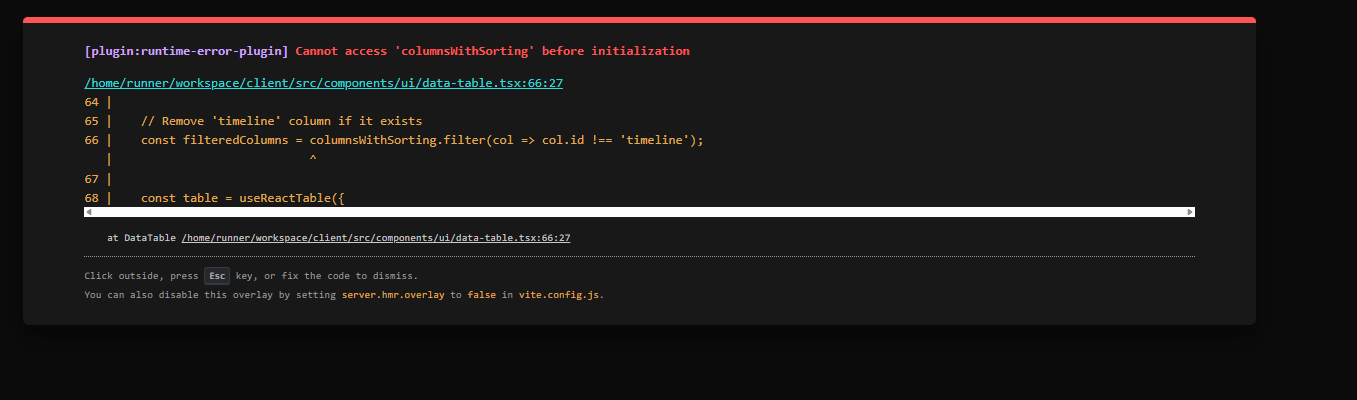 [plugin:runtime-error-plugin] Cannot access 'columnsWithSorting' before initialization
/home/runner/workspace/client/src/components/ui/data-table.tsx:66:27
64 |
65 |    // Remove 'timeline' column if it exists
66 |    const filteredColumns = columnsWithSorting.filter(col => col.id !== 'timeline');
   |                            ^
67 |
68 |    const table = useReactTable({
at DataTable /home/runner/workspace/client/src/components/ui/data-table.tsx:66:27
Click outside, press Esc key, or fix the code to dismiss.
You can also disable this overlay by setting server.hmr.overlay to false in vite.config.js.